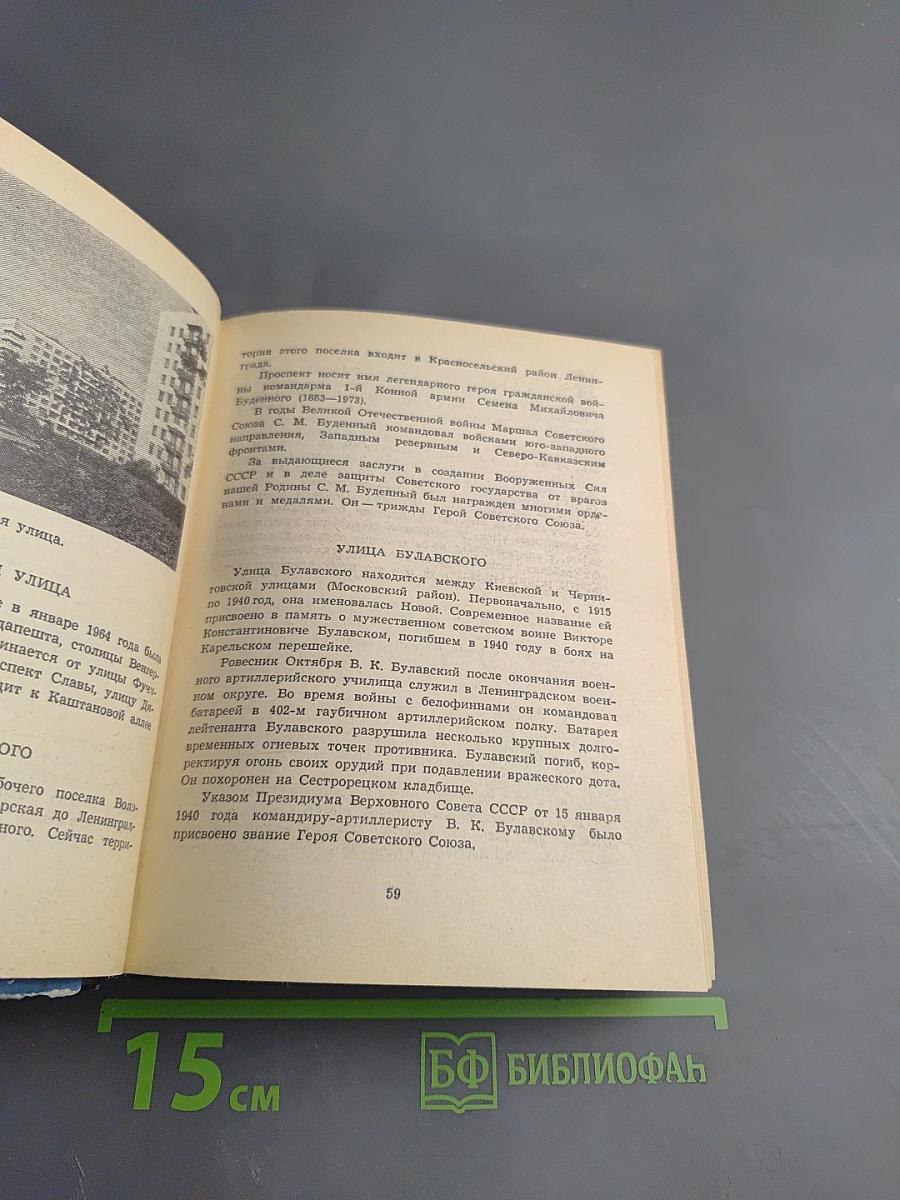 я улица.
УЛИЦА
е в январе 1964 года была
дапешта, столицы Венгер-
инается от улицы Фучи-
спект Славы, улицу Ди-
дит к Каштановой аллее
ОГО
бочего поселка Воло-
арская до Ленинград-
ного. Сейчас терри-
тория этого поселка входит в Красносельский район Ленин-
града.
Проспект носит имя легендарного героя гражданской вой-
ны командарма 1-й Конной армии Семена Михайловича
Буденного (1883—1973).
В годы Великой Отечественной войны Маршал Советского
Союза С. М. Буденный командовал войсками юго-западного
направления, Западным резервным и Северо-Кавказским
фронтами.
За выдающиеся заслуги в создании Вооруженных Сил
СССР и в деле защиты Советского государства от врагов
нашей Родины С. М. Буденный был награжден многими орде-
нами и медалями. Он — трижды Герой Советского Союза.
УЛИЦА БУЛАВСКОГО
Улица Булавского находится между Киевской и Черни-
говской улицами (Московский район). Первоначально, с 1915
по 1940 год, она именовалась Новой. Современное название ей
присвоено в память о мужественном советском воине Викторе
Константиновиче Булавском, погибшем в 1940 году в боях на
Карельском перешейке.
Ровесник Октября В. К. Булавский после окончания воен-
ного артиллерийского училища служил в Ленинградском воен-
ном округе. Во время войны с белофиннами он командовал
батареей в 402-м гаубичном артиллерийском полку. Батарея
лейтенанта Булавского разрушила несколько крупных долго-
временных огневых точек противника. Булавский погиб, кор-
ректируя огонь своих орудий при подавлении вражеского дота.
Он похоронен на Сестрорецком кладбище.
Указом Президиума Верховного Совета СССР от 15 января
1940 года командиру-артиллеристу В. К. Булавскому было
присвоено звание Героя Советского Союза.
59
15 см
БФ БИБЛИОФАН